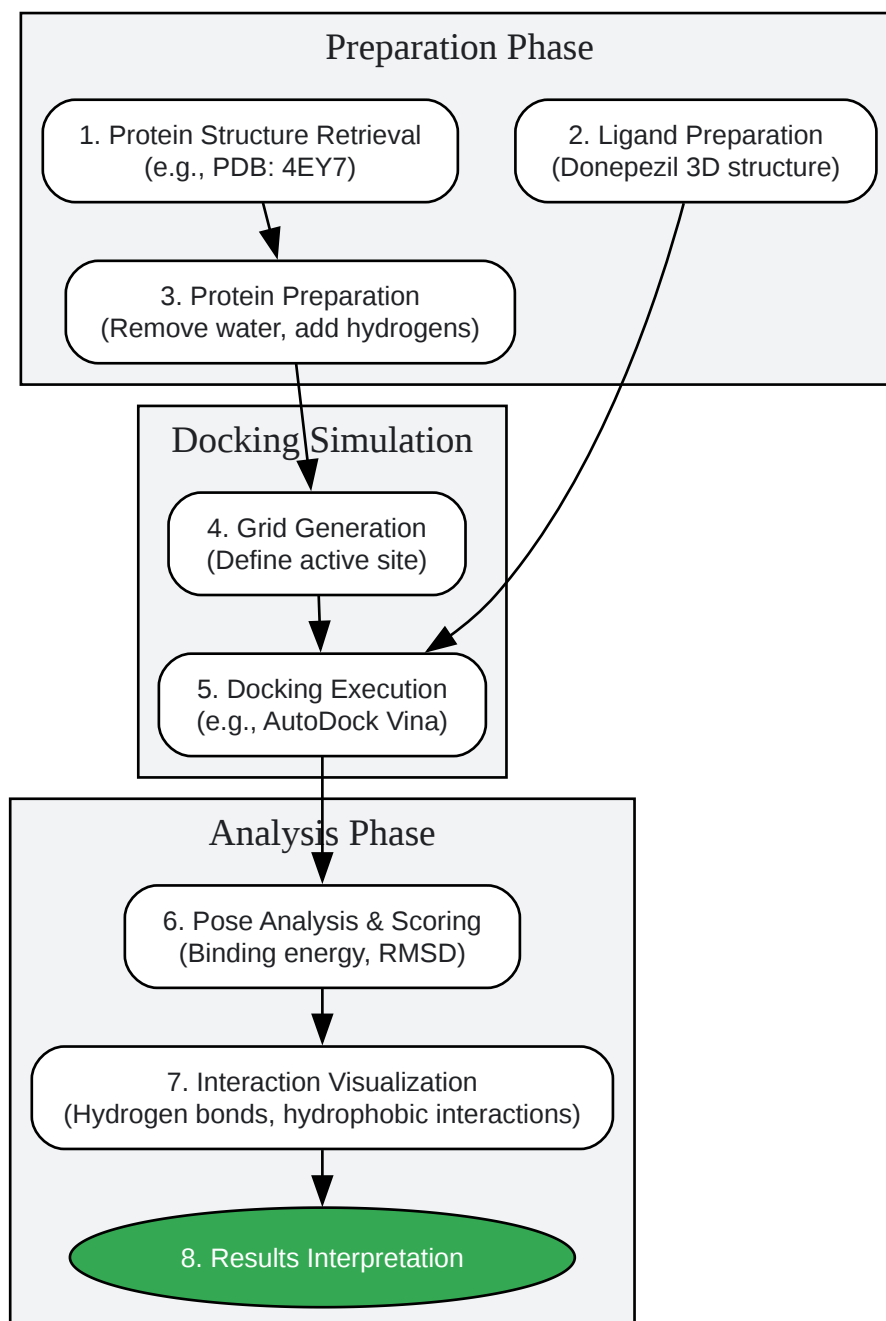 Preparation Phase
1. Protein Structure Retrieval
(e.g., PDB: 4EY7)
2. Ligand Preparation
(Donepezil 3D structure)
3. Protein Preparation
(Remove water, add hydrogens)
Docking Simulation
4. Grid Generation
(Define active site)
5. Docking Execution
(e.g., AutoDock Vina)
Analysis Phase
6. Pose Analysis & Scoring
(Binding energy, RMSD)
7. Interaction Visualization
(Hydrogen bonds, hydrophobic interactions)
8. Results Interpretation